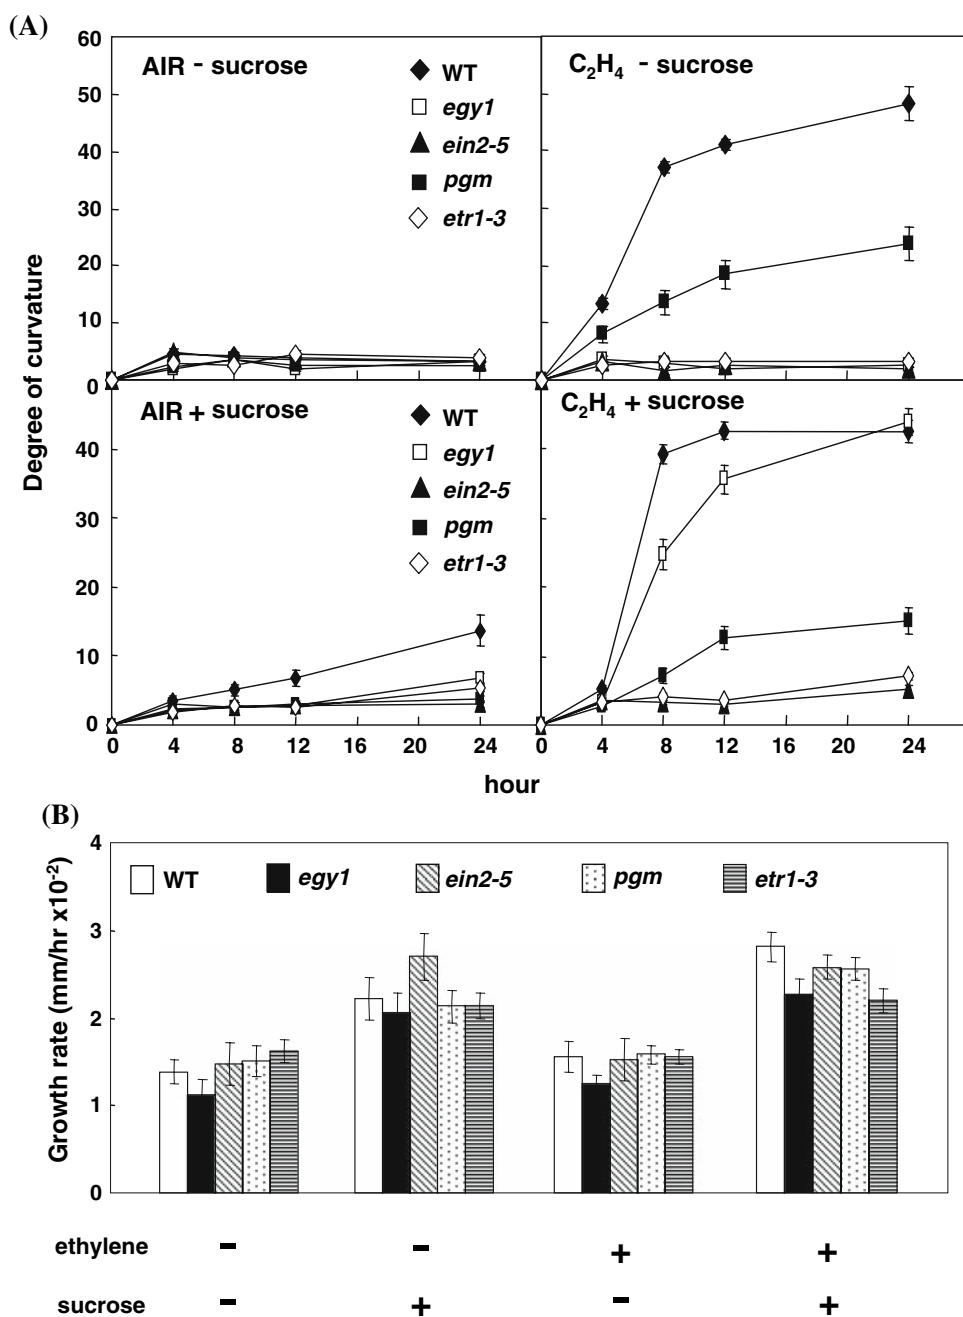 (A)
Degree of curvature
60
50
40
30
20
10
0
AIR - sucrose
WT
egy1
ein2-5
pgm
etr1-3
C2H4 - sucrose
40
30
20
10
0
AIR + sucrose
WT
egy1
ein2-5
pgm
etr1-3
C2H4 + sucrose
0 4 8 12 16 20 24
0 4 8 12 16 20 24
hour
(B)
Growth rate (mm/hr x10-2)
4
3
2
1
0
WT egy1 ein2-5 pgm etr1-3
ethylene - - + +
sucrose - + - +